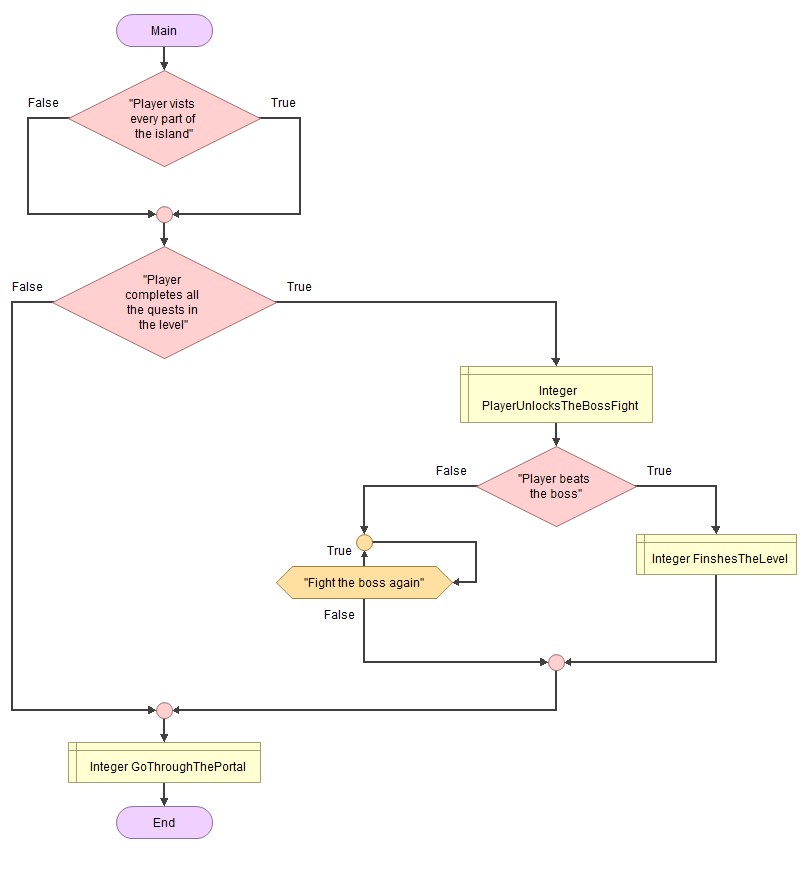 Main
False
True
"Player vists
every part of
the island"
False
True
"Player
completes all
the quests in
the level"
Integer
PlayerUnlocksTheBossFight
False
True
"Player beats
the boss"
True
Integer FinshesTheLevel
"Fight the boss again"
False
Integer GoThroughThePortal
End